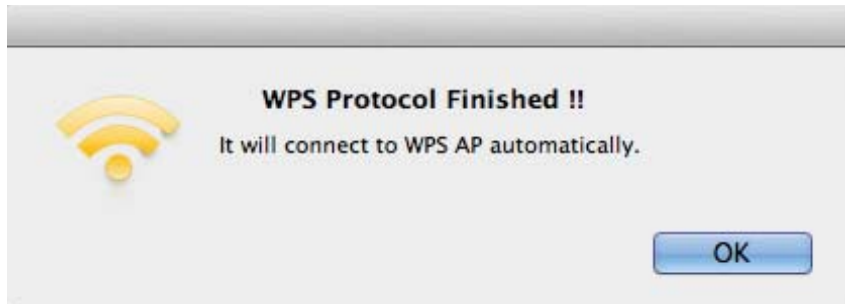 WPS Protocol Finished !!
It will connect to WPS AP automatically.
OK